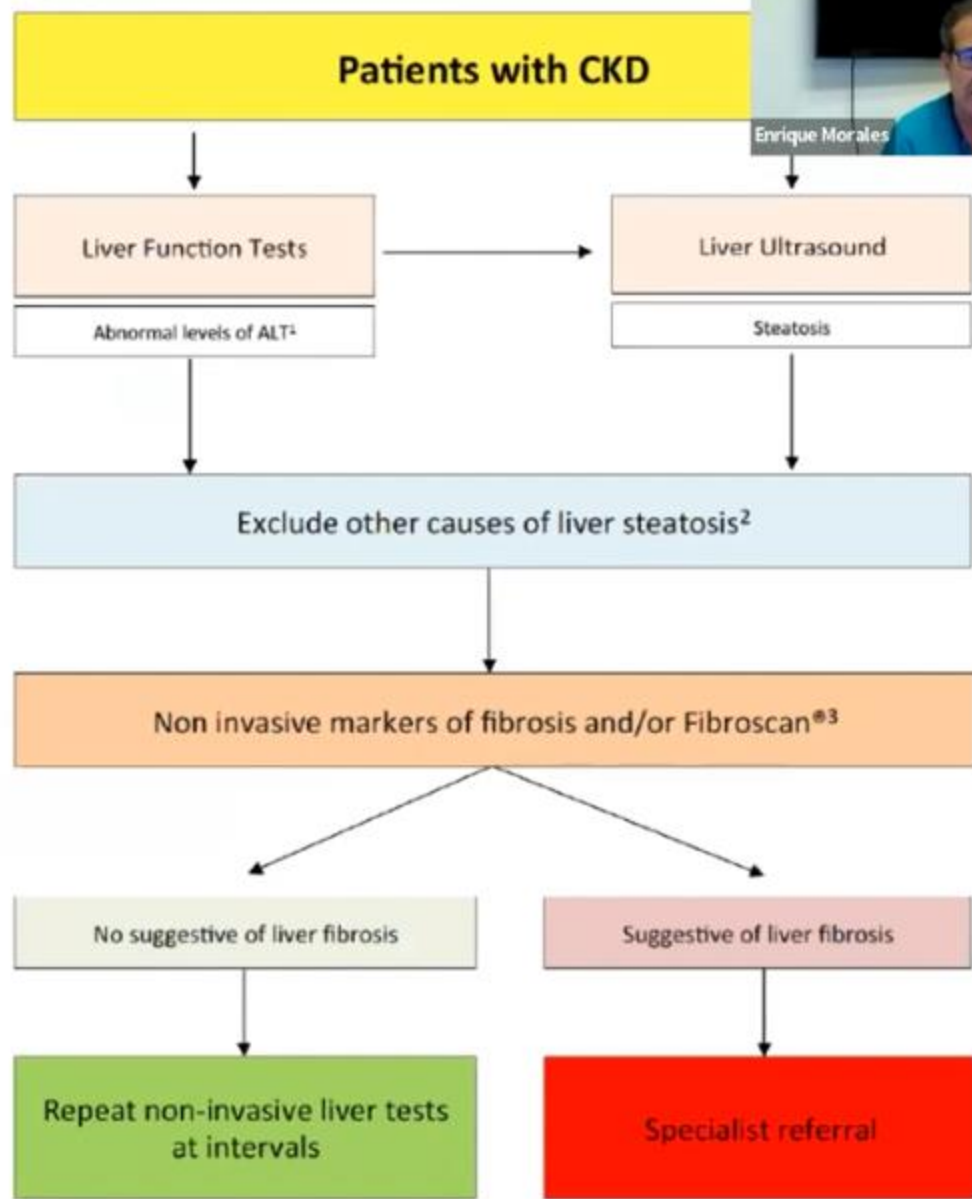 Patients with CKD
Enrique Morales
Liver Function Tests
Liver Ultrasound
Abnormal levels of ALT¹
Steatosis
Exclude other causes of liver steatosis²
Non invasive markers of fibrosis and/or Fibroscan®³
No suggestive of liver fibrosis
Suggestive of liver fibrosis
Repeat non-invasive liver tests
at intervals
Specialist referral